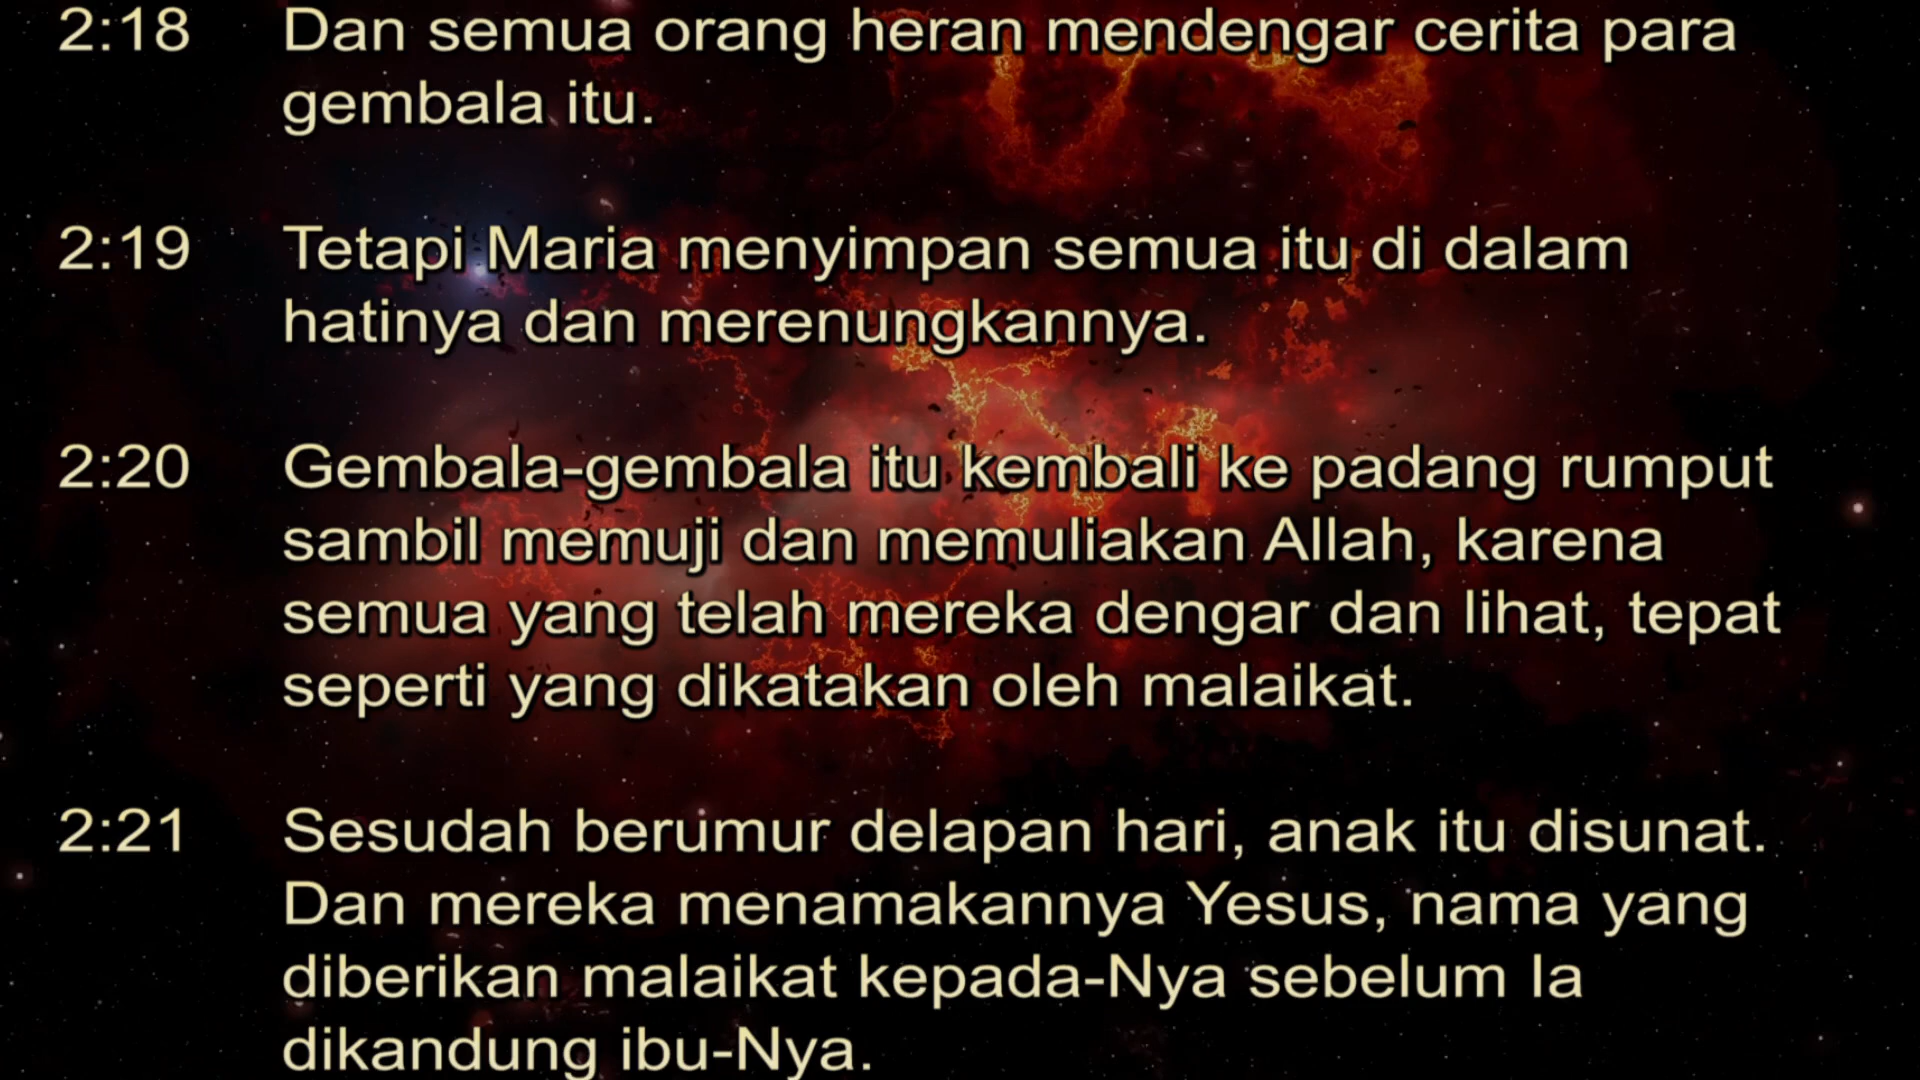 2:18 Dan semua orang heran mendengar cerita para
gembala itu.
2:19 Tetapi Maria menyimpan semua itu di dalam
hatinya dan merenungkannya.
2:20 Gembala-gembala itu kembali ke padang rumput
sambil memuji dan memuliakan Allah, karena
semua yang telah mereka dengar dan lihat, tepat
seperti yang dikatakan oleh malaikat.
2:21 Sesudah berumur delapan hari, anak itu disunat.
Dan mereka menamakannya Yesus, nama yang
diberikan malaikat kepada-Nya sebelum Ia
dikandung ibu-Nya.